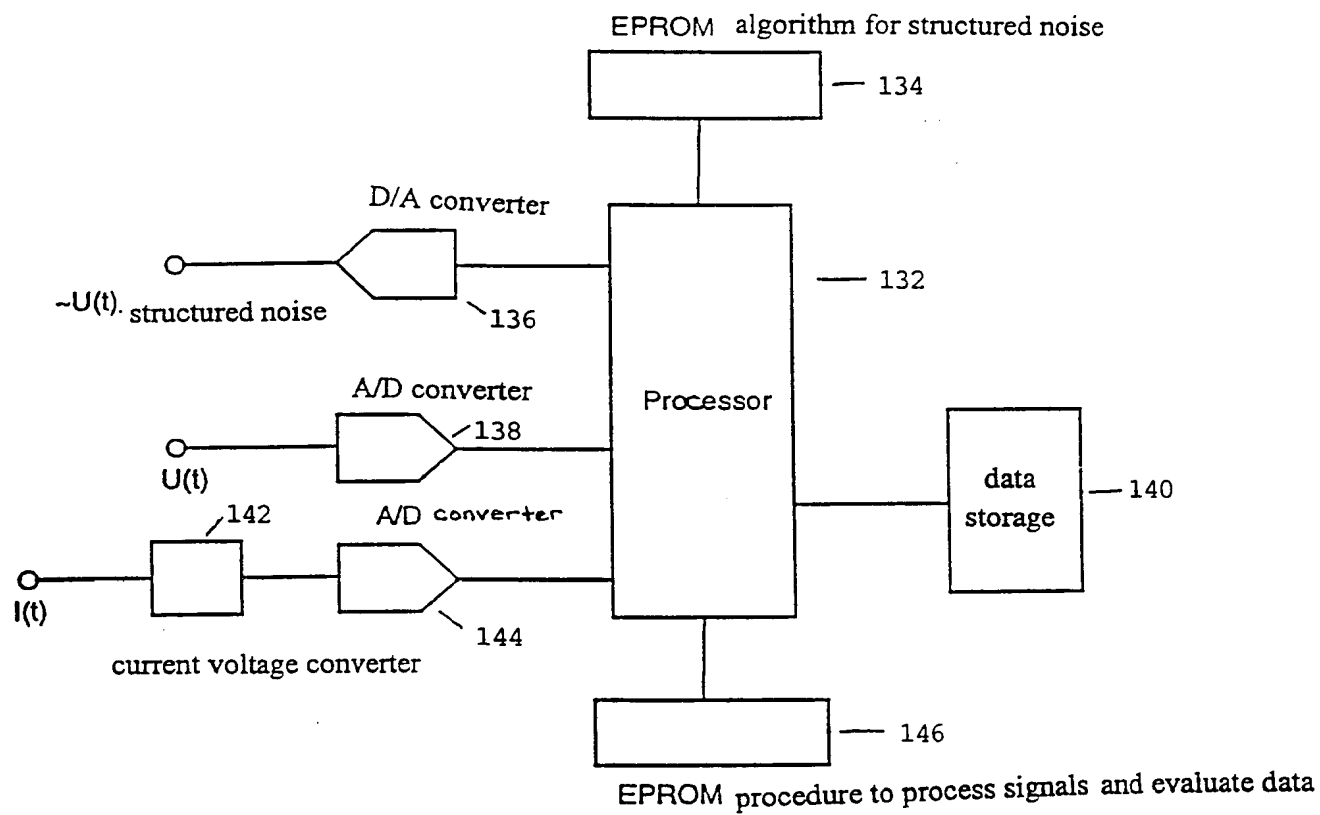 EPROM algorithm for structured noise
134
D/A converter
132
~U(t). structured noise
136
A/D converter
138
Processor
U(t)
data
storage
140
142
A/D converter
I(t)
144
current voltage converter
146
EPROM procedure to process signals and evaluate data